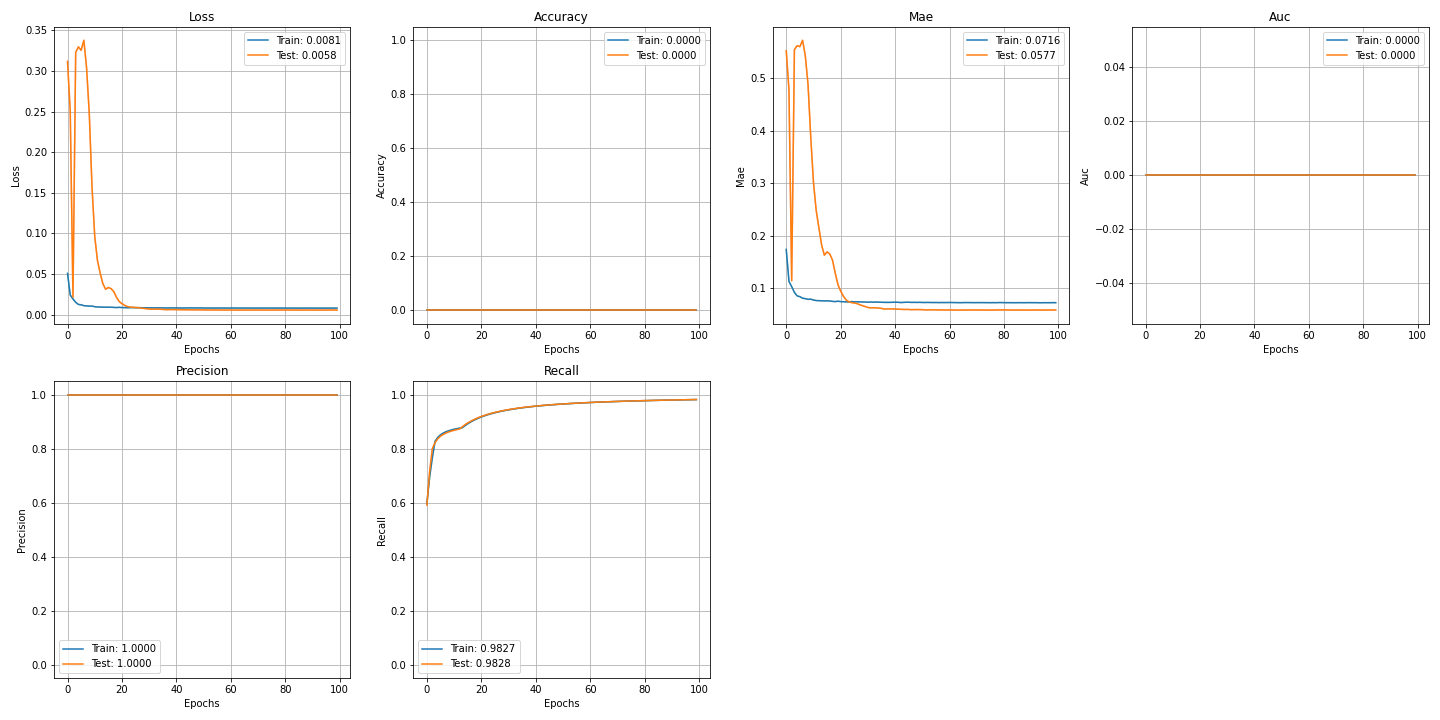 Loss
Train: 0.0081
Test: 0.0058
0.35
0.30
0.25
0.20
0.15
0.10
0.05
0.00
Loss
0 20 40 60 80 100
Epochs
Accuracy
Train: 0.0000
Test: 0.0000
1.0
0.8
0.6
0.4
0.2
0.0
Accuracy
0 20 40 60 80 100
Epochs
Mae
Train: 0.0716
Test: 0.0577
0.5
0.4
0.3
0.2
0.1
Mae
0 20 40 60 80 100
Epochs
Auc
Train: 0.0000
Test: 0.0000
0.04
0.02
0.00
−0.02
−0.04
Auc
0 20 40 60 80 100
Epochs
Precision
1.0
0.8
0.6
0.4
0.2
0.0
Precision
Train: 1.0000
Test: 1.0000
0 20 40 60 80 100
Epochs
Recall
1.0
0.8
0.6
0.4
0.2
0.0
Recall
Train: 0.9827
Test: 0.9828
0 20 40 60 80 100
Epochs